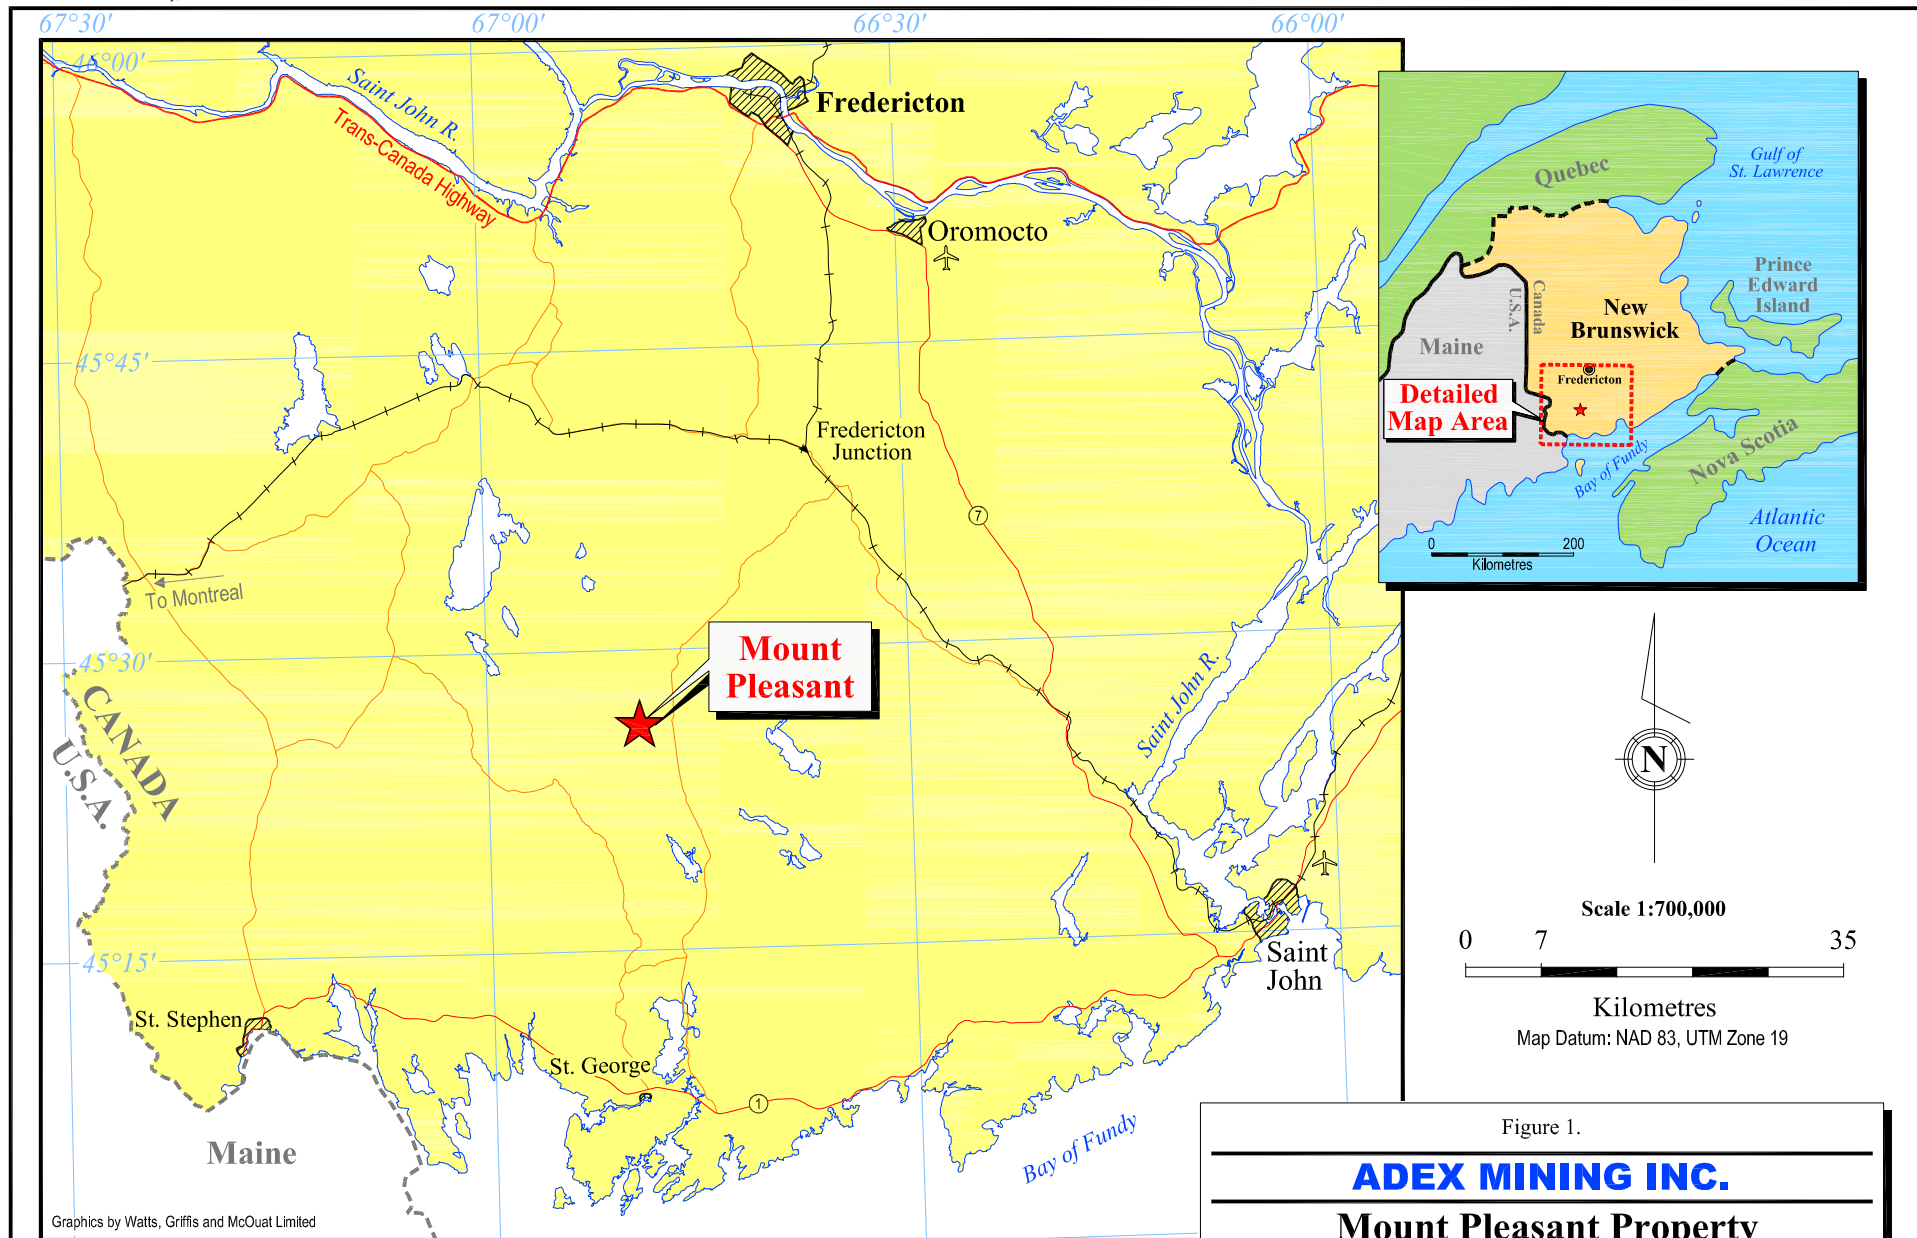 67°30'
67°00'
66°30'
66°00'
46°00'
Saint John R.
Trans-Canada Highway
Fredericton
Oromocto
45°45'
Fredericton
Junction
7
To Montreal
45°30'
CANADA
U.S.A.
Mount
Pleasant
Saint John R.
45°15'
Saint
John
St. Stephen
St. George
1
Maine
Bay of Fundy
Graphics by Watts, Griffis and McOuat Limited
Quebec
Gulf of
St. Lawrence
Prince
Edward
Island
Canada
U.S.A.
New
Brunswick
Maine
Fredericton
Detailed
Map Area
Bay of Fundy
Nova Scotia
Atlantic
Ocean
0 200
Kilometres
N
Scale 1:700,000
0 7 35
Kilometres
Map Datum: NAD 83, UTM Zone 19
Figure 1.
ADEX MINING INC.
Mount Pleasant Property